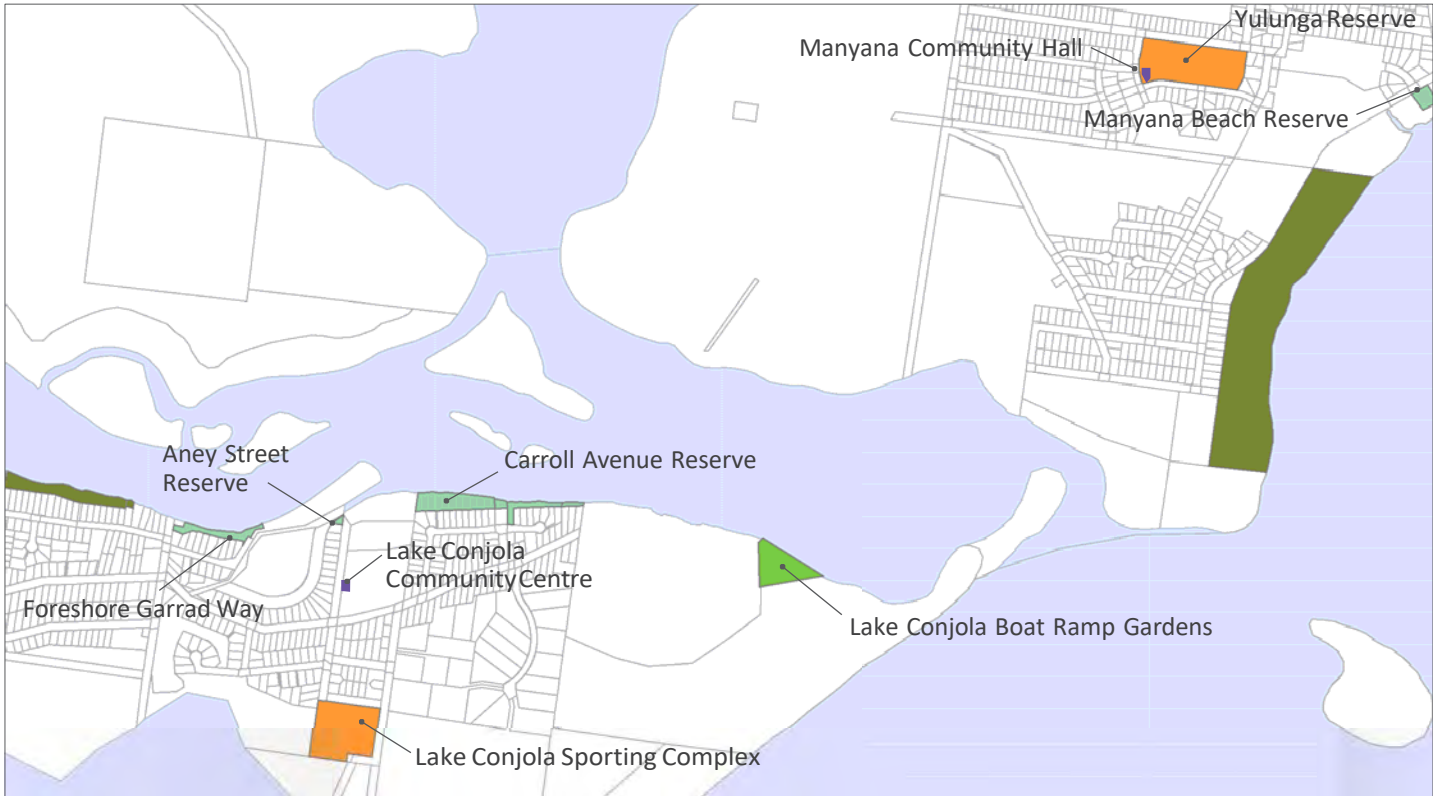 Yulunga Reserve
Manyana Community Hall
Manyana Beach Reserve
Aney Street
Reserve
Carroll Avenue Reserve
Lake Conjola
Community Centre
Foreshore Garrad Way
Lake Conjola Boat Ramp Gardens
Lake Conjola Sporting Complex